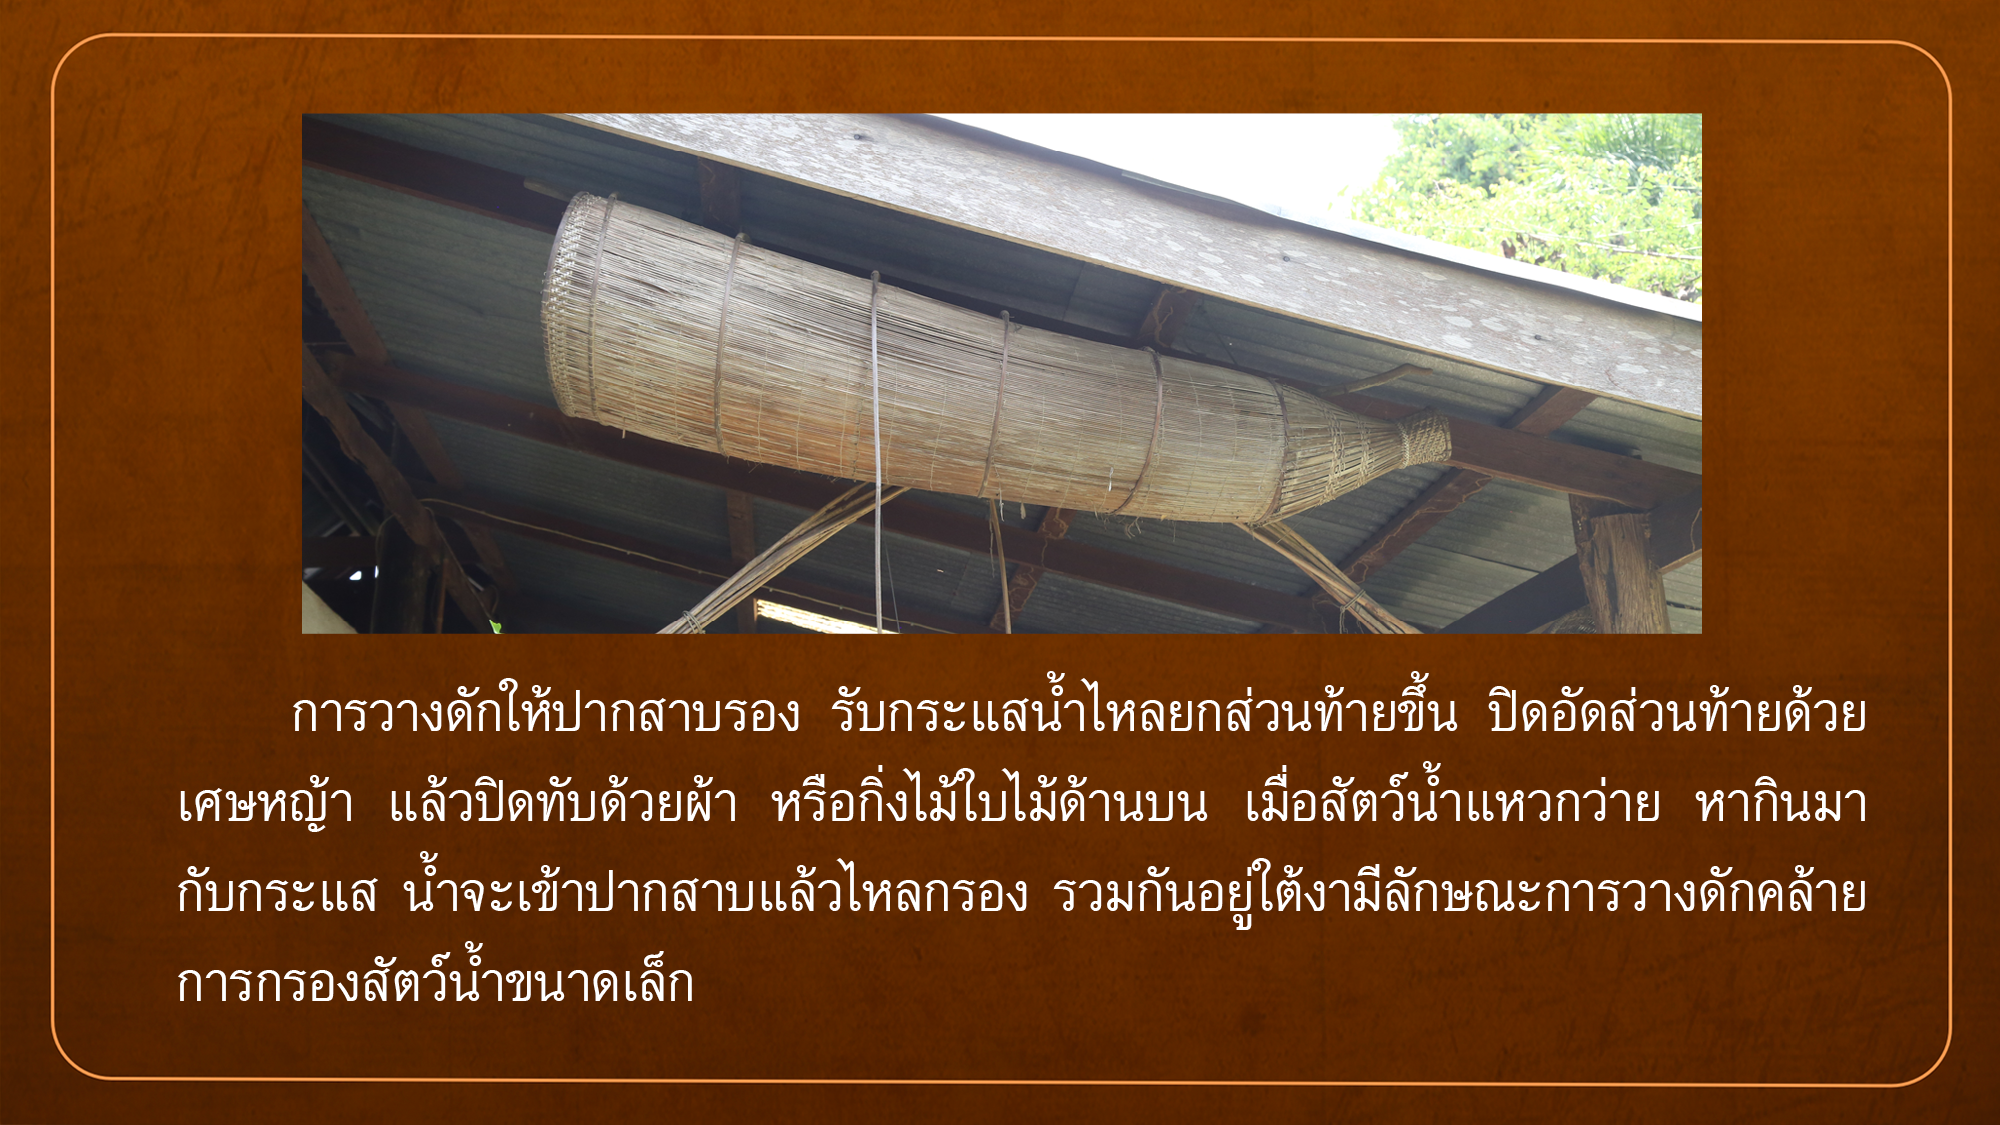 การวางดักให้ปากสาบรอง รับกระแสน้ำไหลยกส่วนท้ายขึ้น ปิดอัดส่วนท้ายด้วย
เศษหญ้า แล้วปิดทับด้วยผ้า หรือกิ่งไม้ใบไม้ด้านบน เมื่อสัตว์น้ำแหวกว่าย หากินมา
กับกระแส น้ำจะเข้าปากสาบแล้วไหลกรอง รวมกันอยู่ใต้งามีลักษณะการวางดักคล้าย
การกรองสัตว์น้ำขนาดเล็ก